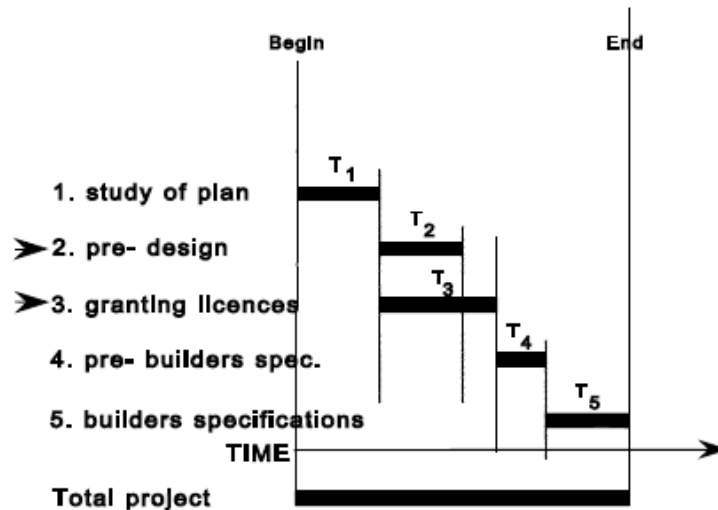 Begin End
T1
1. study of plan
T2
2. pre- design
T3
3. granting licences
T4
4. pre- builders spec.
T5
5. builders specifications
TIME
Total project